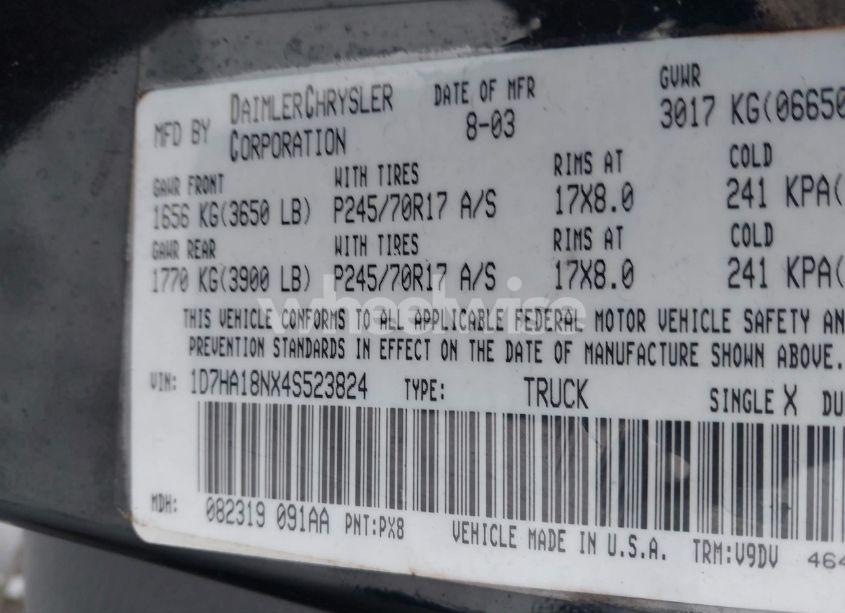 MFD BY DAIMLERCHRYSLER CORPORATION DATE OF MFR 8-03 GVWR 3017 KG(06650
GAWR FRONT WITH TIRES RIMS AT COLD
1656 KG(3650 LB) P245/70R17 A/S 17X8.0 241 KPA(
GAWR REAR WITH TIRES RIMS AT COLD
1770 KG(3900 LB) P245/70R17 A/S 17X8.0 241 KPA(
wheelwise
THIS VEHICLE CONFORMS TO ALL APPLICABLE FEDERAL MOTOR VEHICLE SAFETY AN
PREVENTION STANDARDS IN EFFECT ON THE DATE OF MANUFACTURE SHOWN ABOVE.
VIN: 1D7HA18NX4S523824 TYPE: TRUCK SINGLE X DU
MDH: 082319 091AA PNT:PX8 VEHICLE MADE IN U.S.A. TRM:V9DV 464